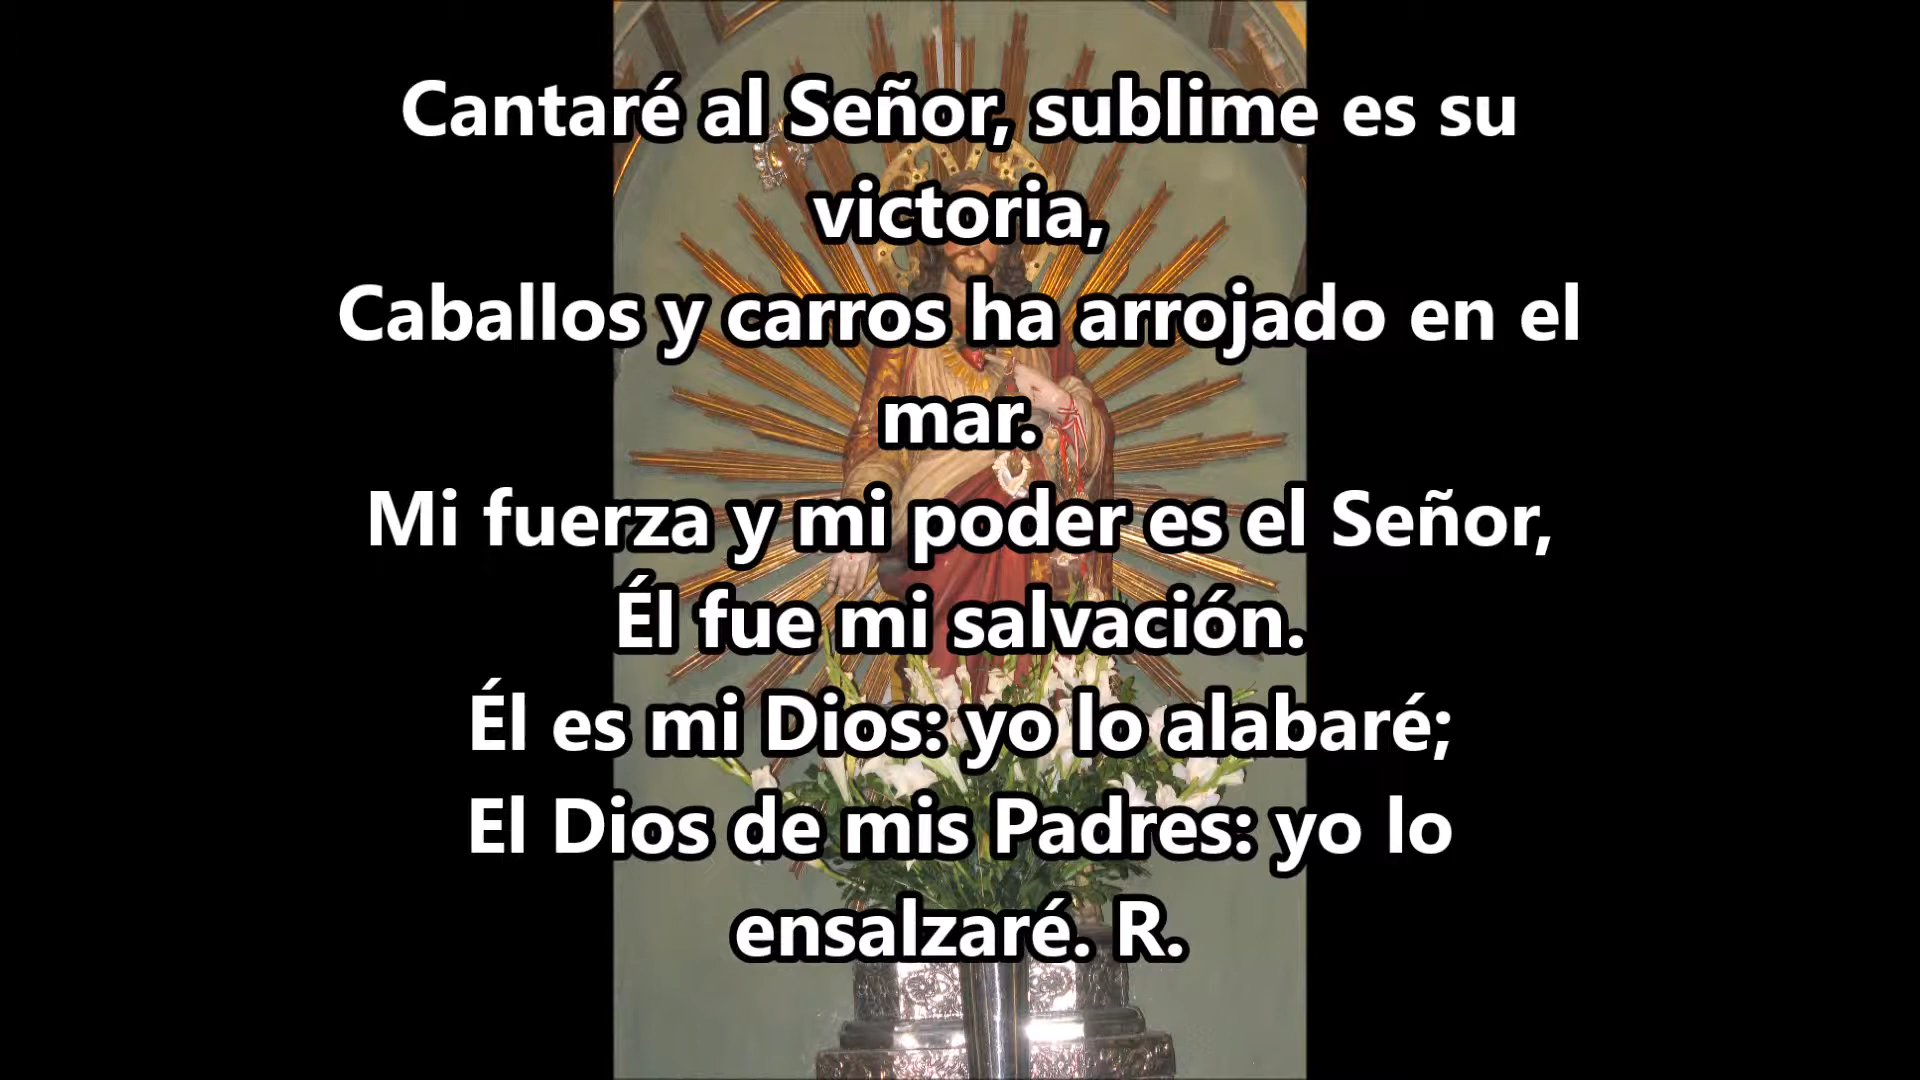 Cantaré al Señor, sublime es su
victoria,
Caballos y carros ha arrojado en el
mar.
Mi fuerza y mi poder es el Señor,
Él fue mi salvación.
Él es mi Dios: yo lo alabaré;
El Dios de mis Padres: yo lo
ensalzaré. R.